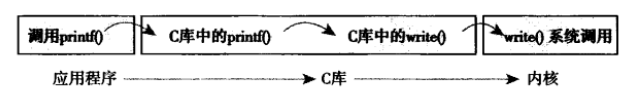 调用printf() C库中的printf() C库中的write() write() 系统调用
应用程序 C库 内核